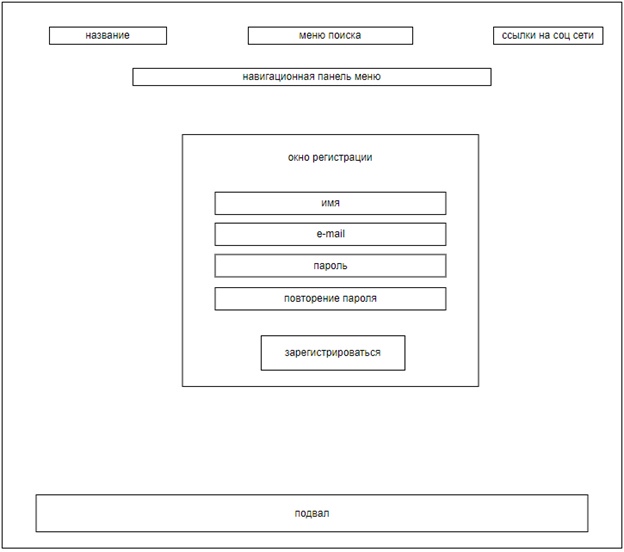 название
меню поиска
ссылки на соц сети
навигационная панель меню
окно регистрации
имя
e-mail
пароль
повторение пароля
зарегистрироваться
подвал